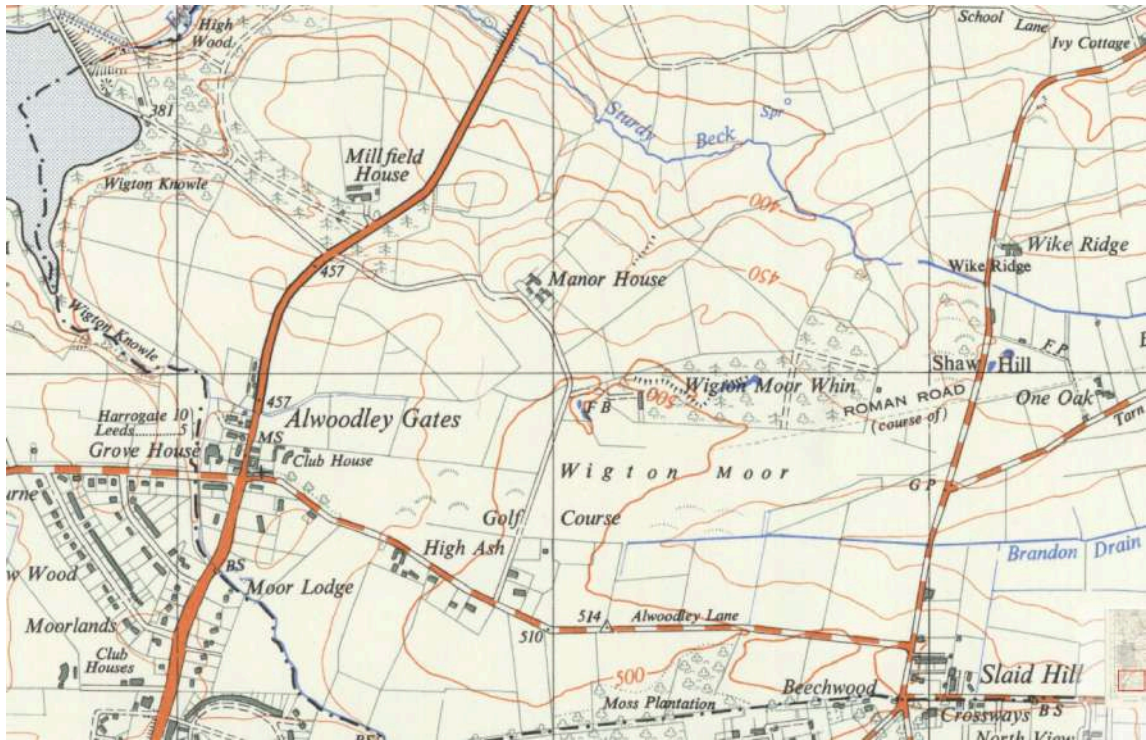 High
Wood
School Lane
Ivy Cottage
381
Sturdy Beck
Spr
Millfield
House
Wigton Knowle
400
Wike Ridge
457
Wike Ridge
Manor House
450
Wigton Knowle
F P
Shaw Hill
Wigton Moor Whin
500
457
F B
ROMAN ROAD
(course of)
One Oak
Harrogate 10
Leeds 5
Alwoodley Gates
MS
Grove House
Club House
Wigton Moor
G P
Golf Course
High Ash
Brandon Drain
BS
Moor Lodge
514
Alwoodley Lane
Moorlands
510
Club
Houses
500
Slaid Hill
Beechwood
Moss Plantation
Crossways
B S
North View